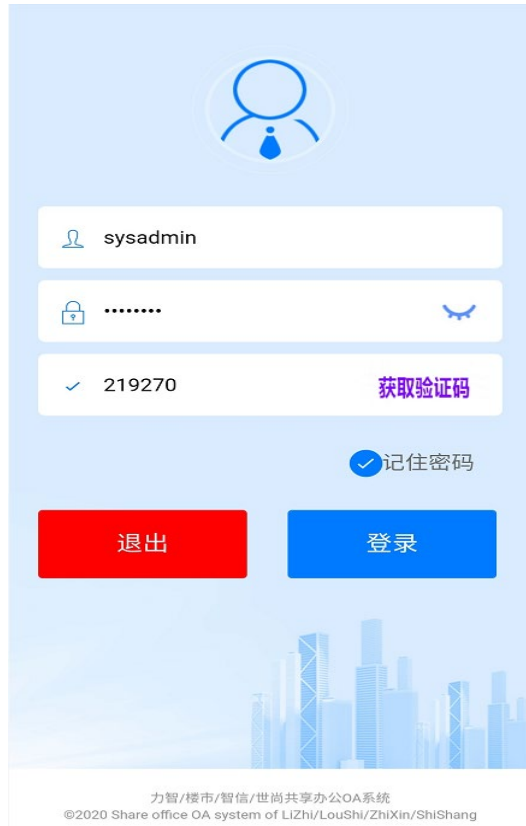 sysadmin
••••••••
219270 获取验证码
记住密码
退出 登录
力智/楼市/智信/世尚共享办公OA系统
©2020 Share office OA system of LiZhi/LouShi/ZhiXin/ShiShang